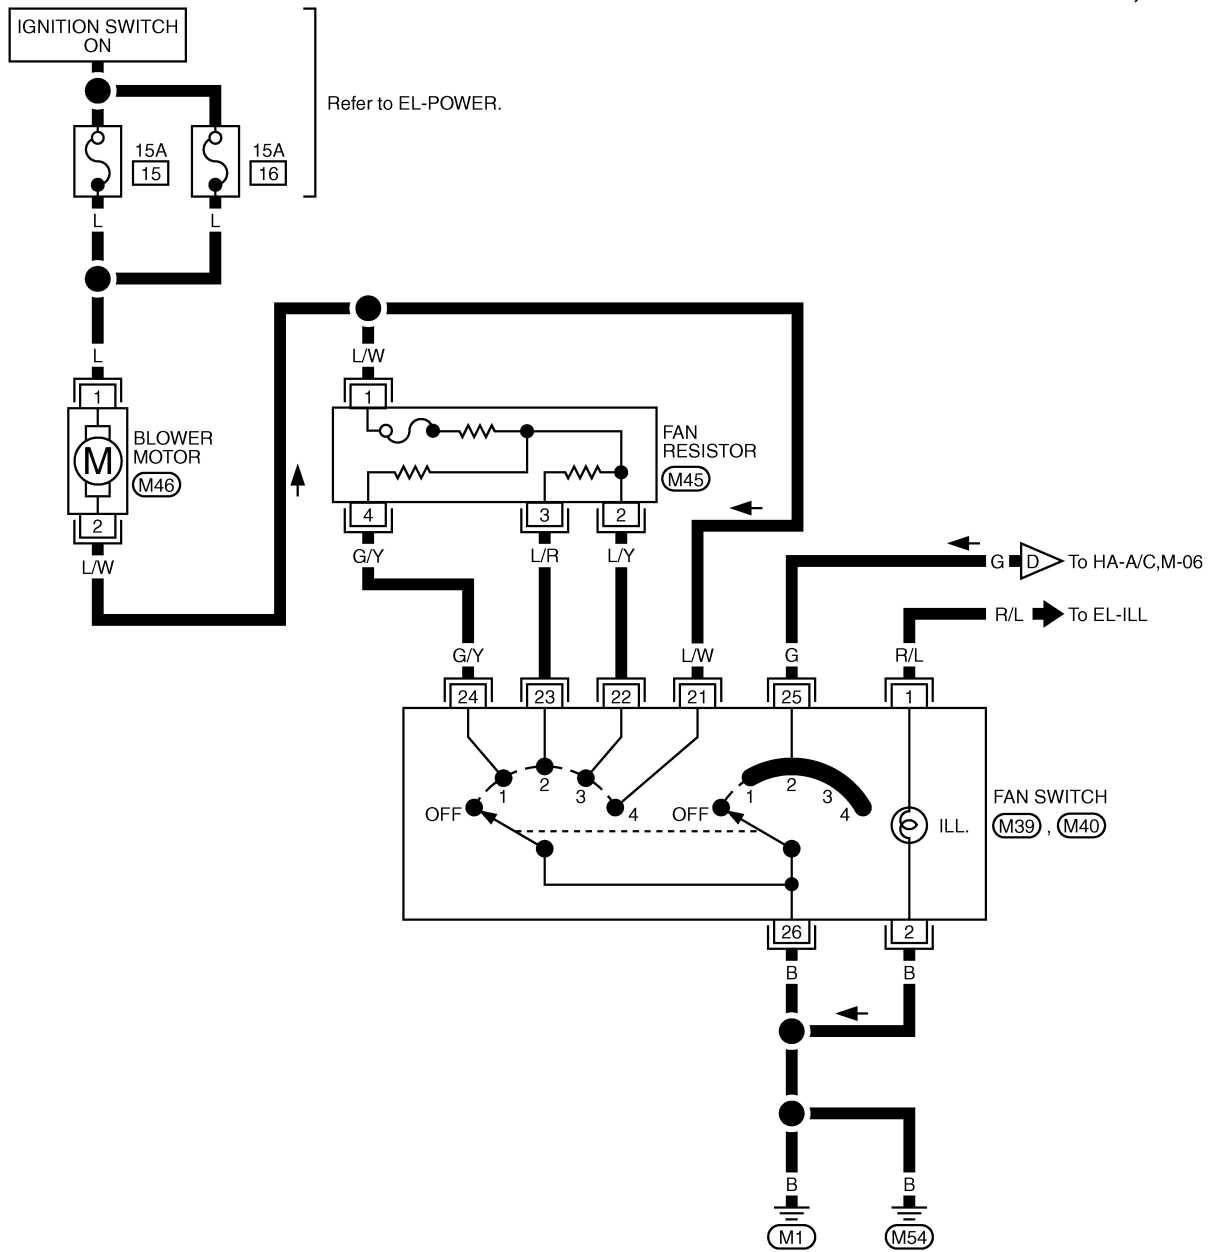 IGNITION SWITCH
ON
Refer to EL-POWER.
15A
15
15A
16
L
L
L
L/W
1
1
BLOWER
MOTOR
M46
M
2
L/W
FAN
RESISTOR
M45
4
3
2
G/Y
L/R
L/Y
G
D
To HA-A/C,M-06
R/L
To EL-ILL
G/Y
L/W
G
R/L
24
23
22
21
25
1
OFF
1
2
3
4
OFF
1
2
3
4
ILL.
FAN SWITCH
M39 , M40
26
2
B
B
B
B
M1
M54